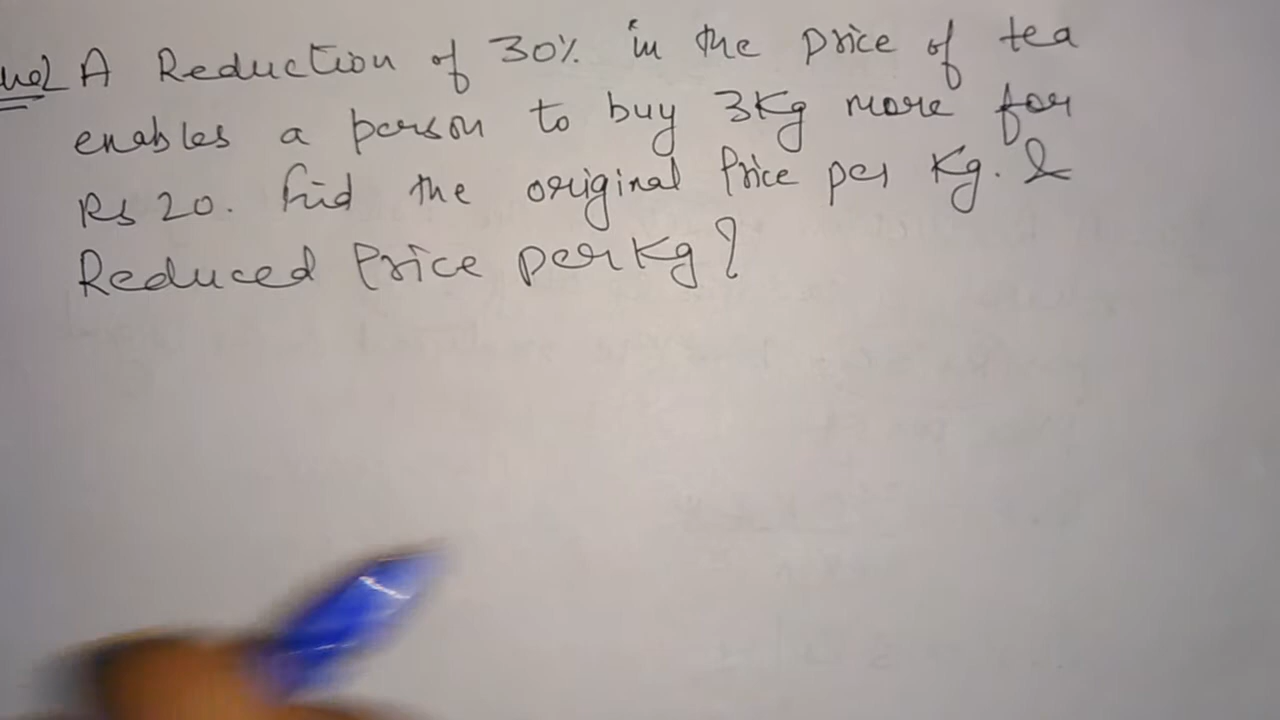 A Reduction of 30% in the price of tea
enables a person to buy 3Kg more for
Rs 20. find the original Price per Kg. &
Reduced Price per Kg?